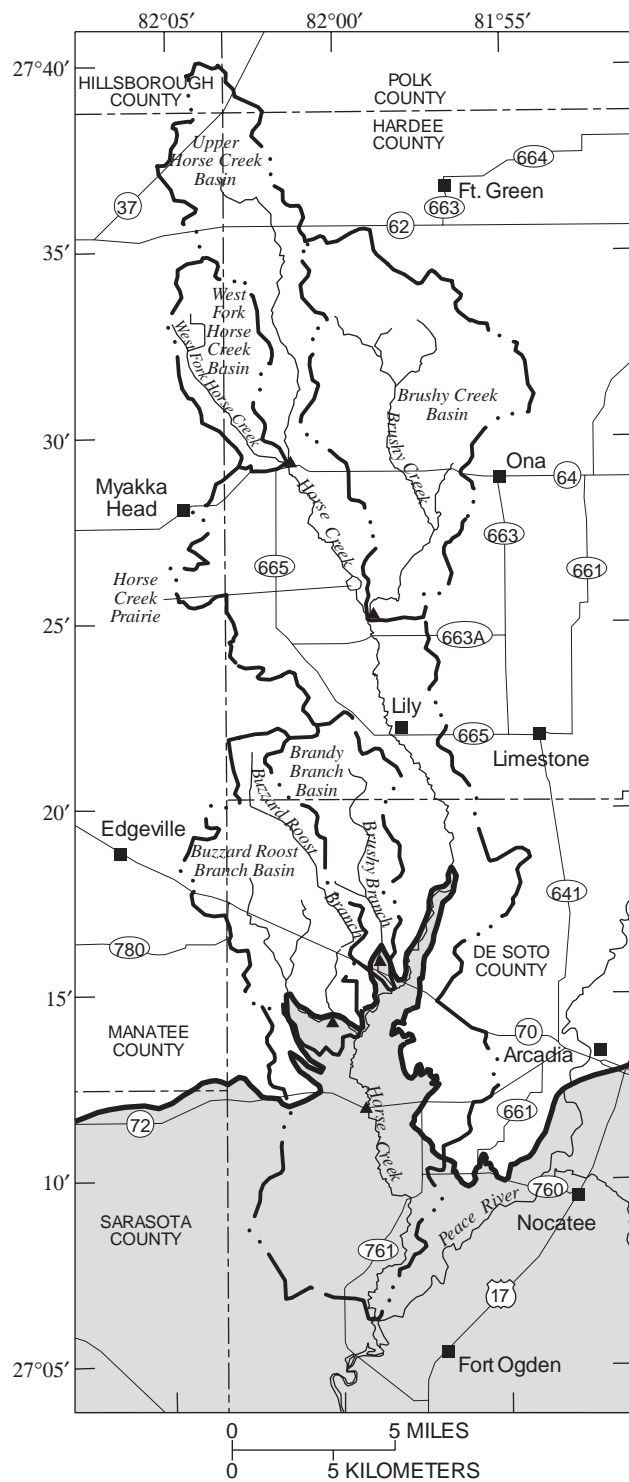 82°05′ 82°00′ 81°55′
27°40′
HILLSBOROUGH
COUNTY
POLK
COUNTY
HARDEE
COUNTY
Upper
Horse Creek
Basin
664
Ft. Green
663
37
62
35′
West
Fork
Horse
Creek
Basin
West Fork Horse Creek
Brushy Creek
Basin
Brushy Creek
30′
Ona
64
Myakka
Head
Horse Creek
663
665
661
Horse
Creek
Prairie
25′
663A
Lily
665
Limestone
Brandy
Branch
Basin
20′
Edgeville
Buzzard Roost
Branch
Brushy Branch
Buzzard Roost
Branch Basin
641
780
DE SOTO
COUNTY
15′
MANATEE
COUNTY
70
Arcadia
Horse Creek
661
72
10′
760
SARASOTA
COUNTY
Peace River
Nocatee
761
17
27°05′
Fort Ogden
0 5 MILES
0 5 KILOMETERS